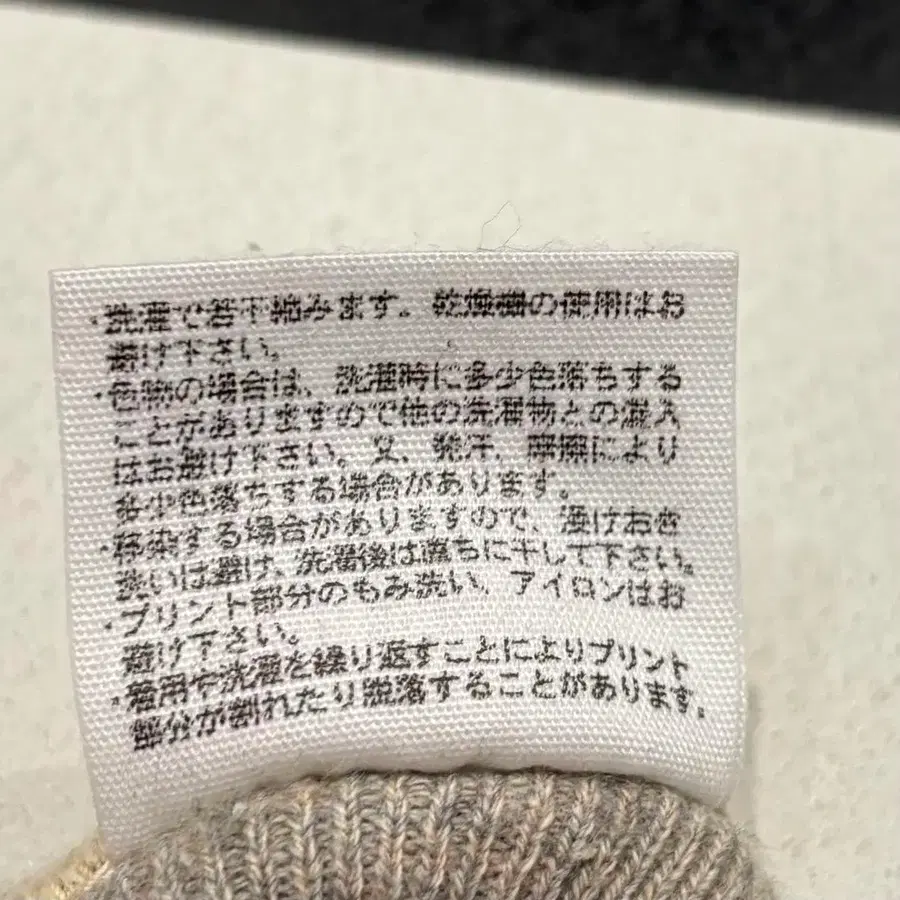 ・洗濯で若干縮みます。乾燥機の使用はお
避け下さい。
・色物の場合は、洗濯時に多少色落ちする
ことがありますので他の洗濯物との混入
はお避け下さい。又、発汗、摩擦により
多少色落ちする場合があります。
・移染する場合がありますので、漬けおき
洗いは避け、洗濯後は直ちに干して下さい。
・プリント部分のもみ洗い、アイロンはお
避け下さい。
・着用や洗濯を繰り返すことによりプリント
部分が割れたり脱落することがあります。